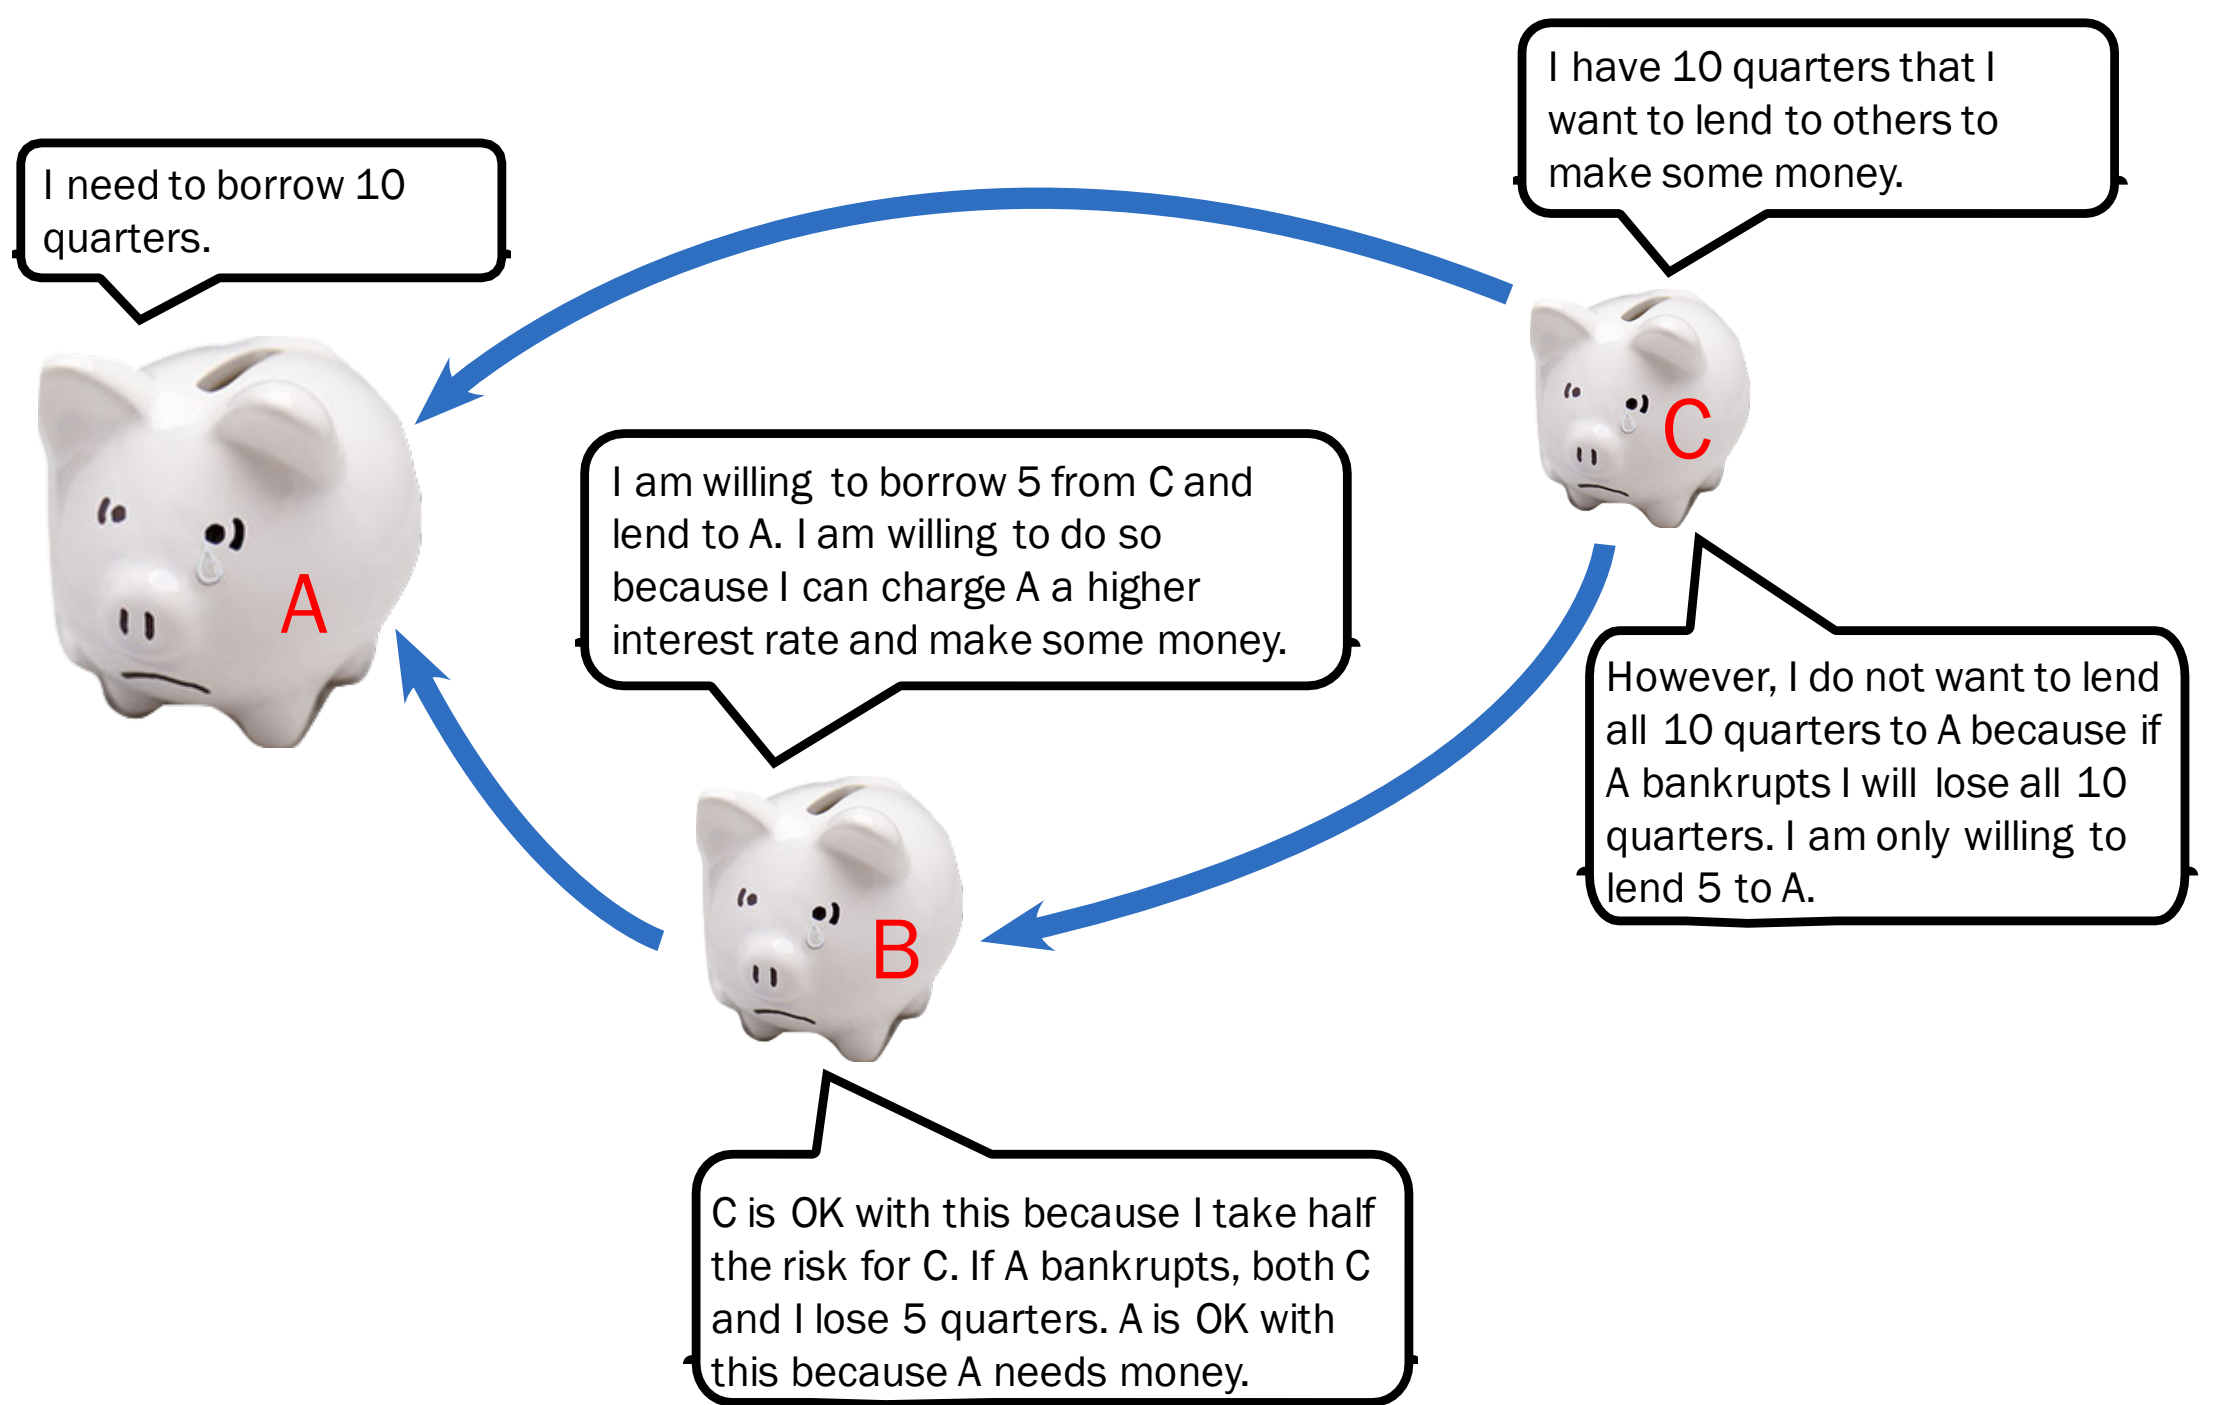 I have 10 quarters that I
want to lend to others to
make some money.
I need to borrow 10
quarters.
C
I am willing to borrow 5 from C and
lend to A. I am willing to do so
because I can charge A a higher
interest rate and make some money.
A
However, I do not want to lend
all 10 quarters to A because if
A bankrupts I will lose all 10
quarters. I am only willing to
lend 5 to A.
B
C is OK with this because I take half
the risk for C. If A bankrupts, both C
and I lose 5 quarters. A is OK with
this because A needs money.